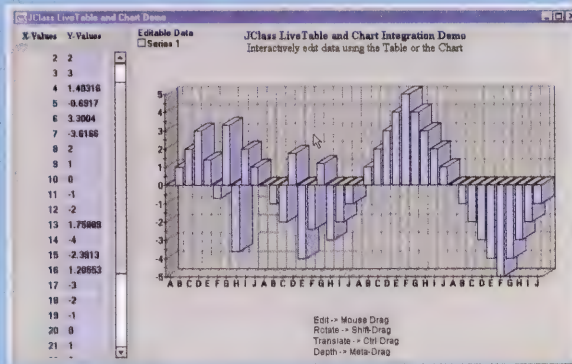 JClass LiveTable and Chart Demo
X-Values Y-Values
Editable Data
Series 1
JClass LiveTable and Chart Integration Demo
Interactively edit data using the Table or the Chart
2 2
3 3
4 1.40316
5 -0.6917
6 3.3004
7 -3.6166
8 2
9 1
10 0
11 -1
12 -2
13
14 -4
15 -2.3913
16 1.20553
17 -3
18 -2
19 -1
20 0
21 1
5
4
3
2
1
0
-1
-2
-3
-4
-5
A B C D E F G H I J A B C D E F G H I J A B C D E F G H I J A B C D E F G H I J
Edit -> Mouse Drag
Rotate -> Shift-Drag
Translate -> Ctrl Drag
Depth -> Meta-Drag